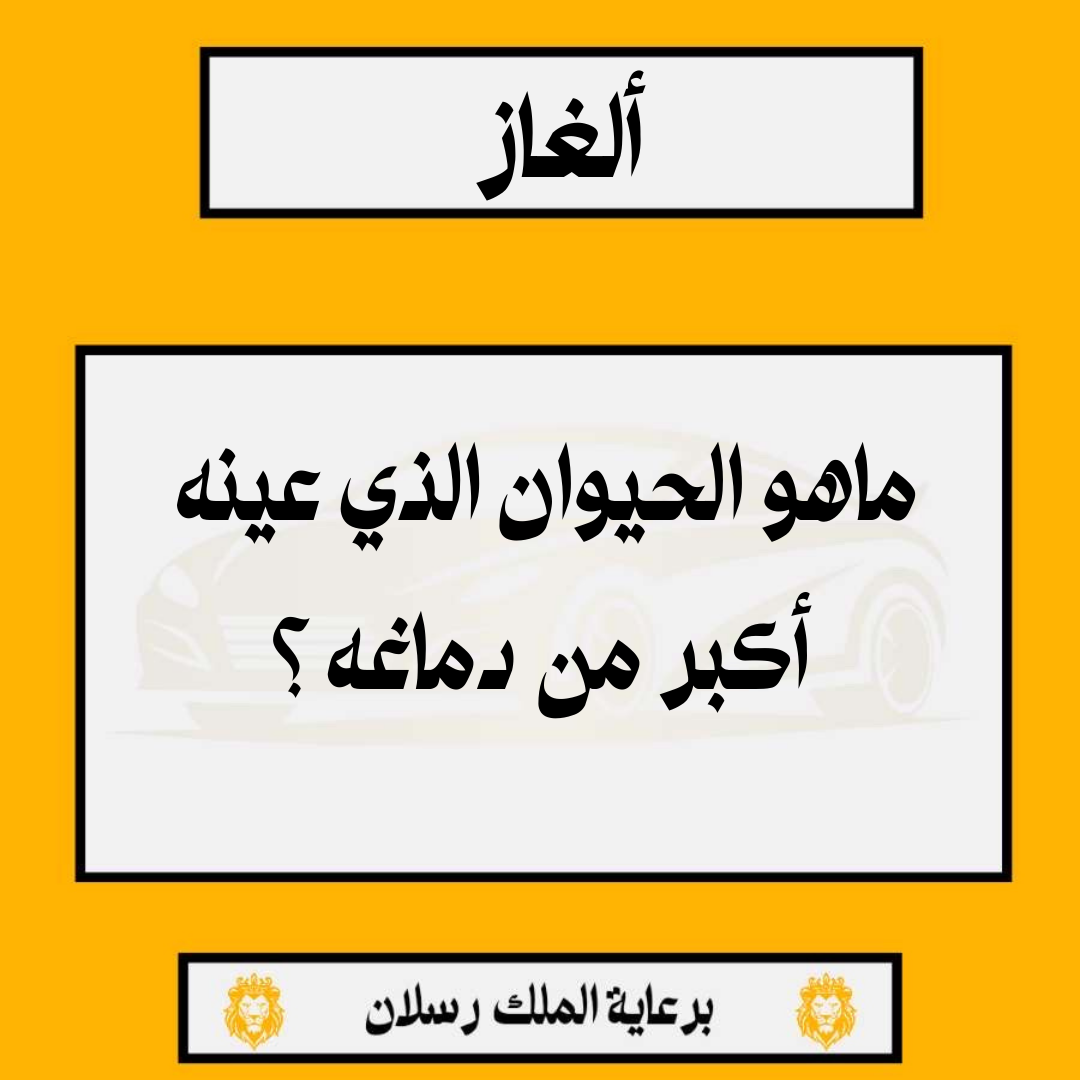 ألغاز
ماهو الحيوان الذي عينه
أكبر من دماغه ؟
برعاية الملك رسلان